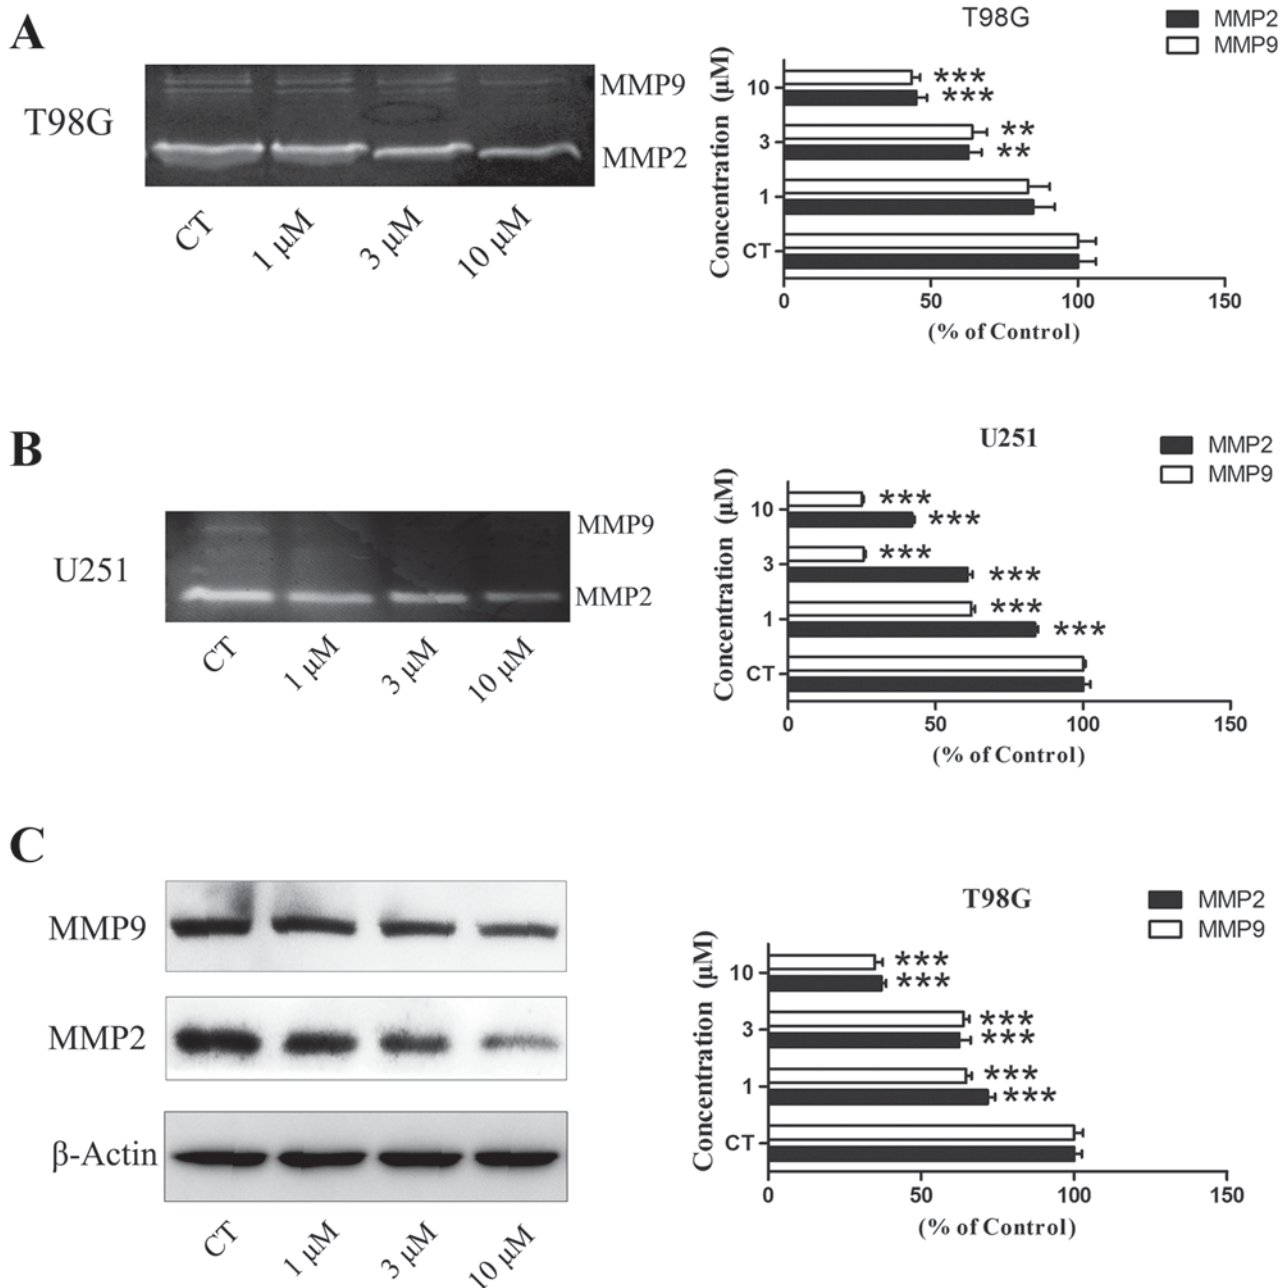 A
T98G
MMP9
MMP2
CT
1 μM
3 μM
10 μM
T98G
MMP2
MMP9
Concentration (μM)
10
***
***
3
**
**
1
CT
0
50
100
150
(% of Control)
B
U251
MMP9
MMP2
CT
1 μM
3 μM
10 μM
U251
MMP2
MMP9
Concentration (μM)
10
***
***
3
***
***
1
***
***
CT
0
50
100
150
(% of Control)
C
MMP9
MMP2
β-Actin
CT
1 μM
3 μM
10 μM
T98G
MMP2
MMP9
Concentration (μM)
10
***
***
3
***
***
1
***
***
CT
0
50
100
150
(% of Control)